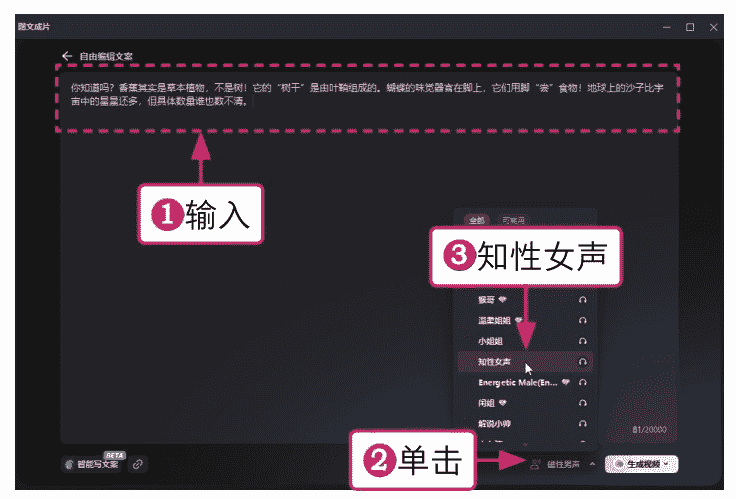 图文成片
自由编辑文案
你知道吗？香蕉其实是草本植物，不是树！它的“树干”是由叶鞘组成的。蝴蝶的味觉器官在脚上，它们用脚“尝”食物！地球上的沙子比宇
宙中的星星还多，但具体数量谁也数不清。
❶输入
全部 可商用
❸知性女声
猴哥
温柔姐姐
小姐姐
知性女声
Energetic Male(En...
闲姐
解说小帅
81/20000
❷单击
智能写文案 BETA
磁性男声
生成视频